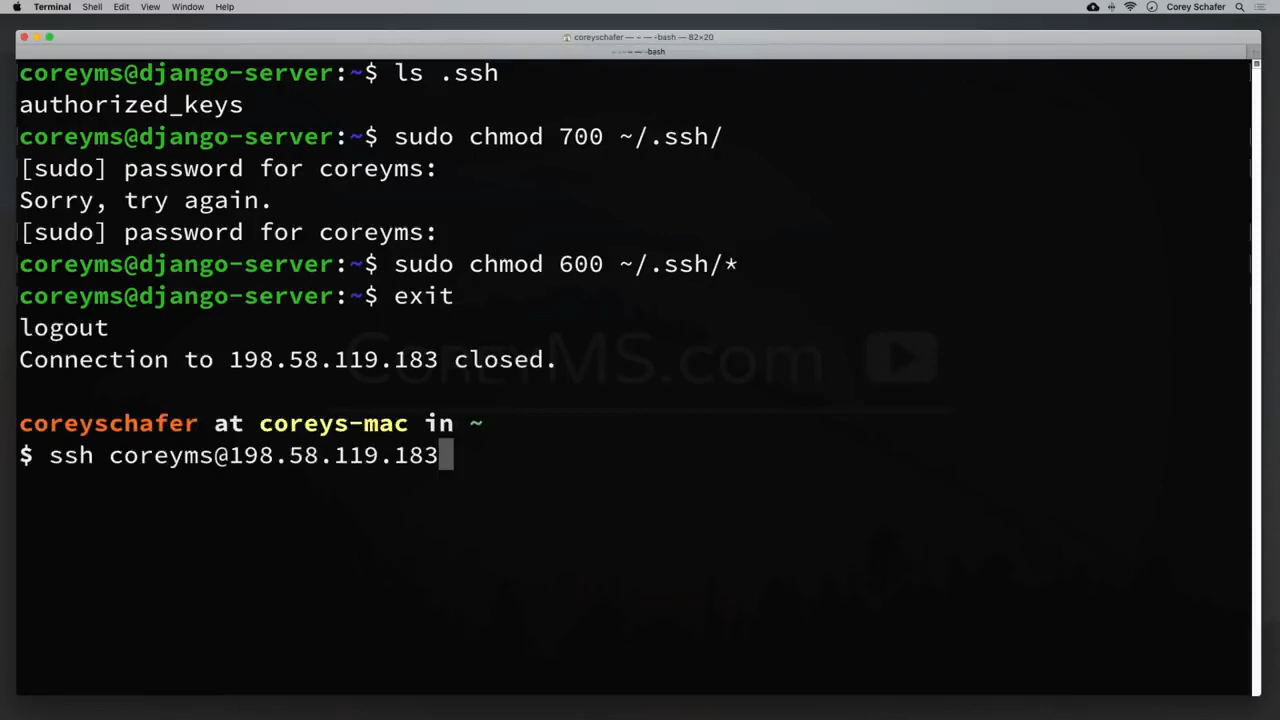 Terminal Shell Edit View Window Help Corey Schafer
coreyschafer — ~ — -bash — 82×20
~ — -bash
coreyms@django-server:~$ ls .ssh
authorized_keys
coreyms@django-server:~$ sudo chmod 700 ~/.ssh/
[sudo] password for coreyms:
Sorry, try again.
[sudo] password for coreyms:
coreyms@django-server:~$ sudo chmod 600 ~/.ssh/*
coreyms@django-server:~$ exit
logout
Connection to 198.58.119.183 closed.
CoreyMS.com
coreyschafer at coreys-mac in ~
$ ssh coreyms@198.58.119.183